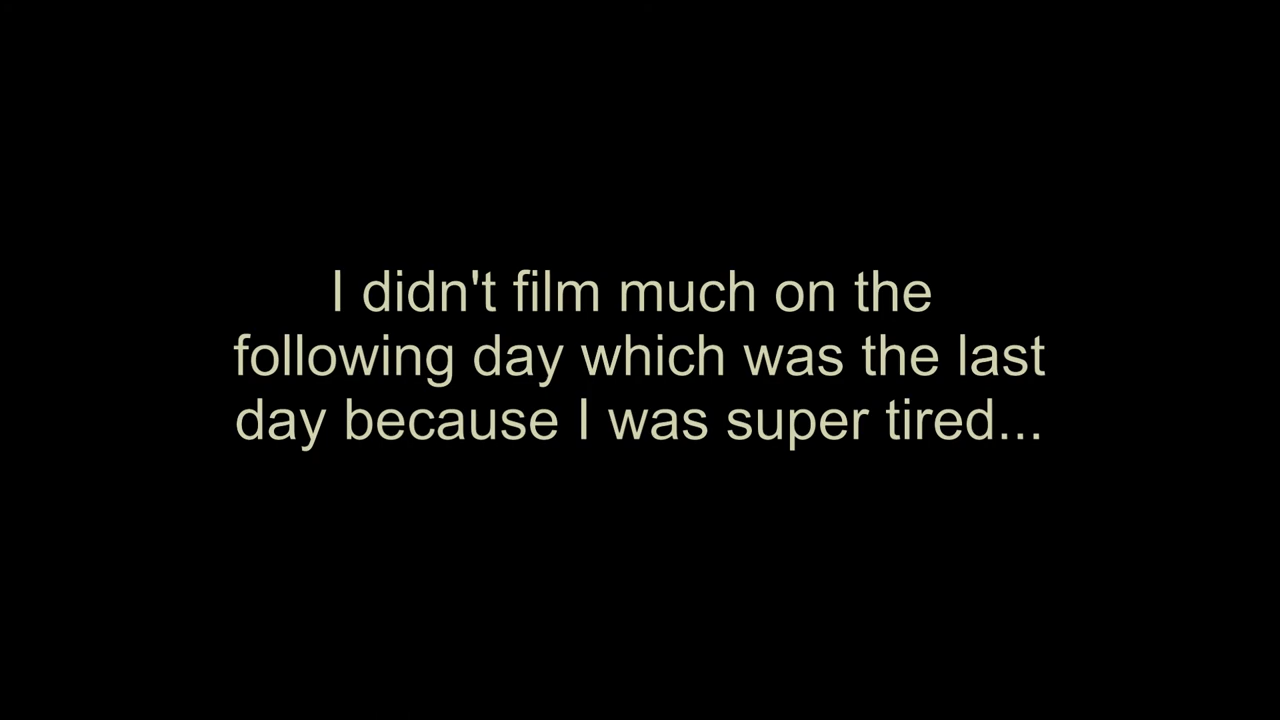 I didn't film much on the
following day which was the last
day because I was super tired...